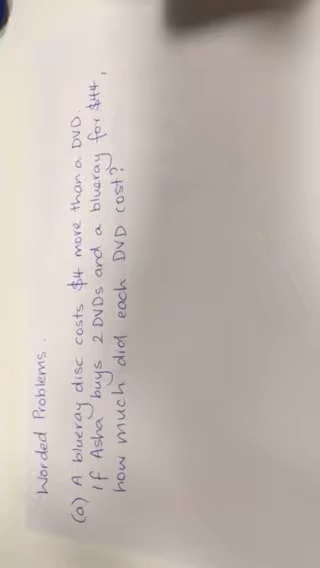 Worded Problems.
(a) A blueray disc costs $4 more than a DVD.
If Asha buys 2 DVDs and a blueray for $44,
how much did each DVD cost?